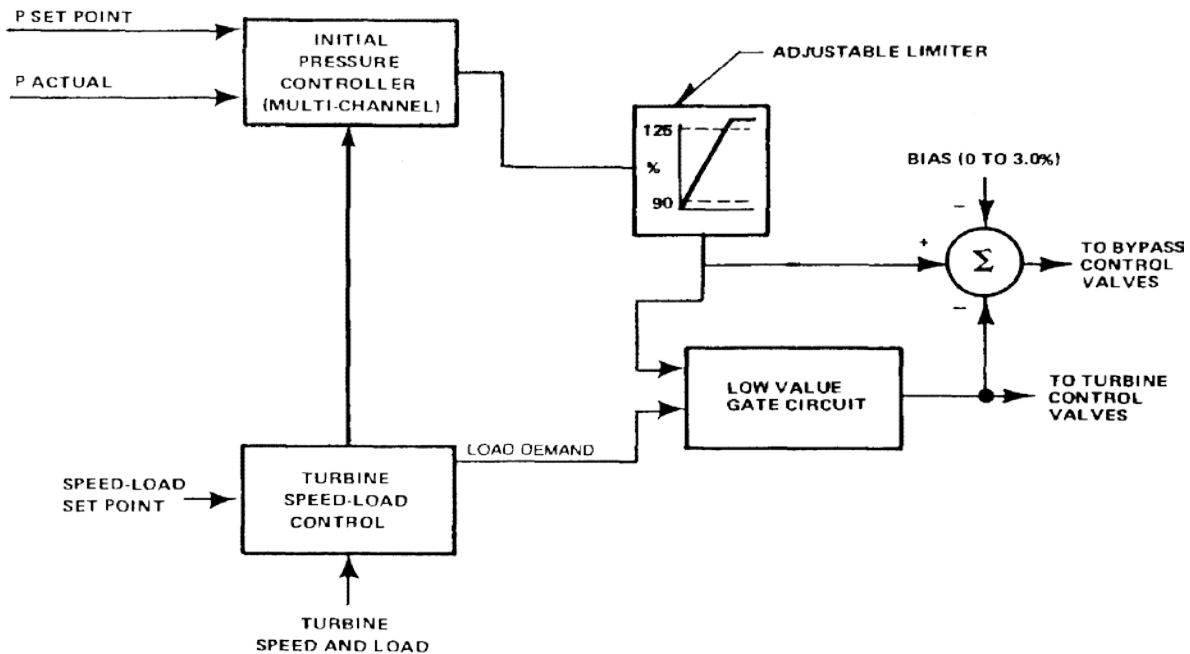 P SET POINT
P ACTUAL
INITIAL
PRESSURE
CONTROLLER
(MULTI-CHANNEL)
ADJUSTABLE LIMITER
125
%
90
BIAS (0 TO 3.0%)
−
+
Σ
−
TO BYPASS
CONTROL
VALVES
LOW VALUE
GATE CIRCUIT
TO TURBINE
CONTROL
VALVES
LOAD DEMAND
SPEED-LOAD
SET POINT
TURBINE
SPEED-LOAD
CONTROL
TURBINE
SPEED AND LOAD